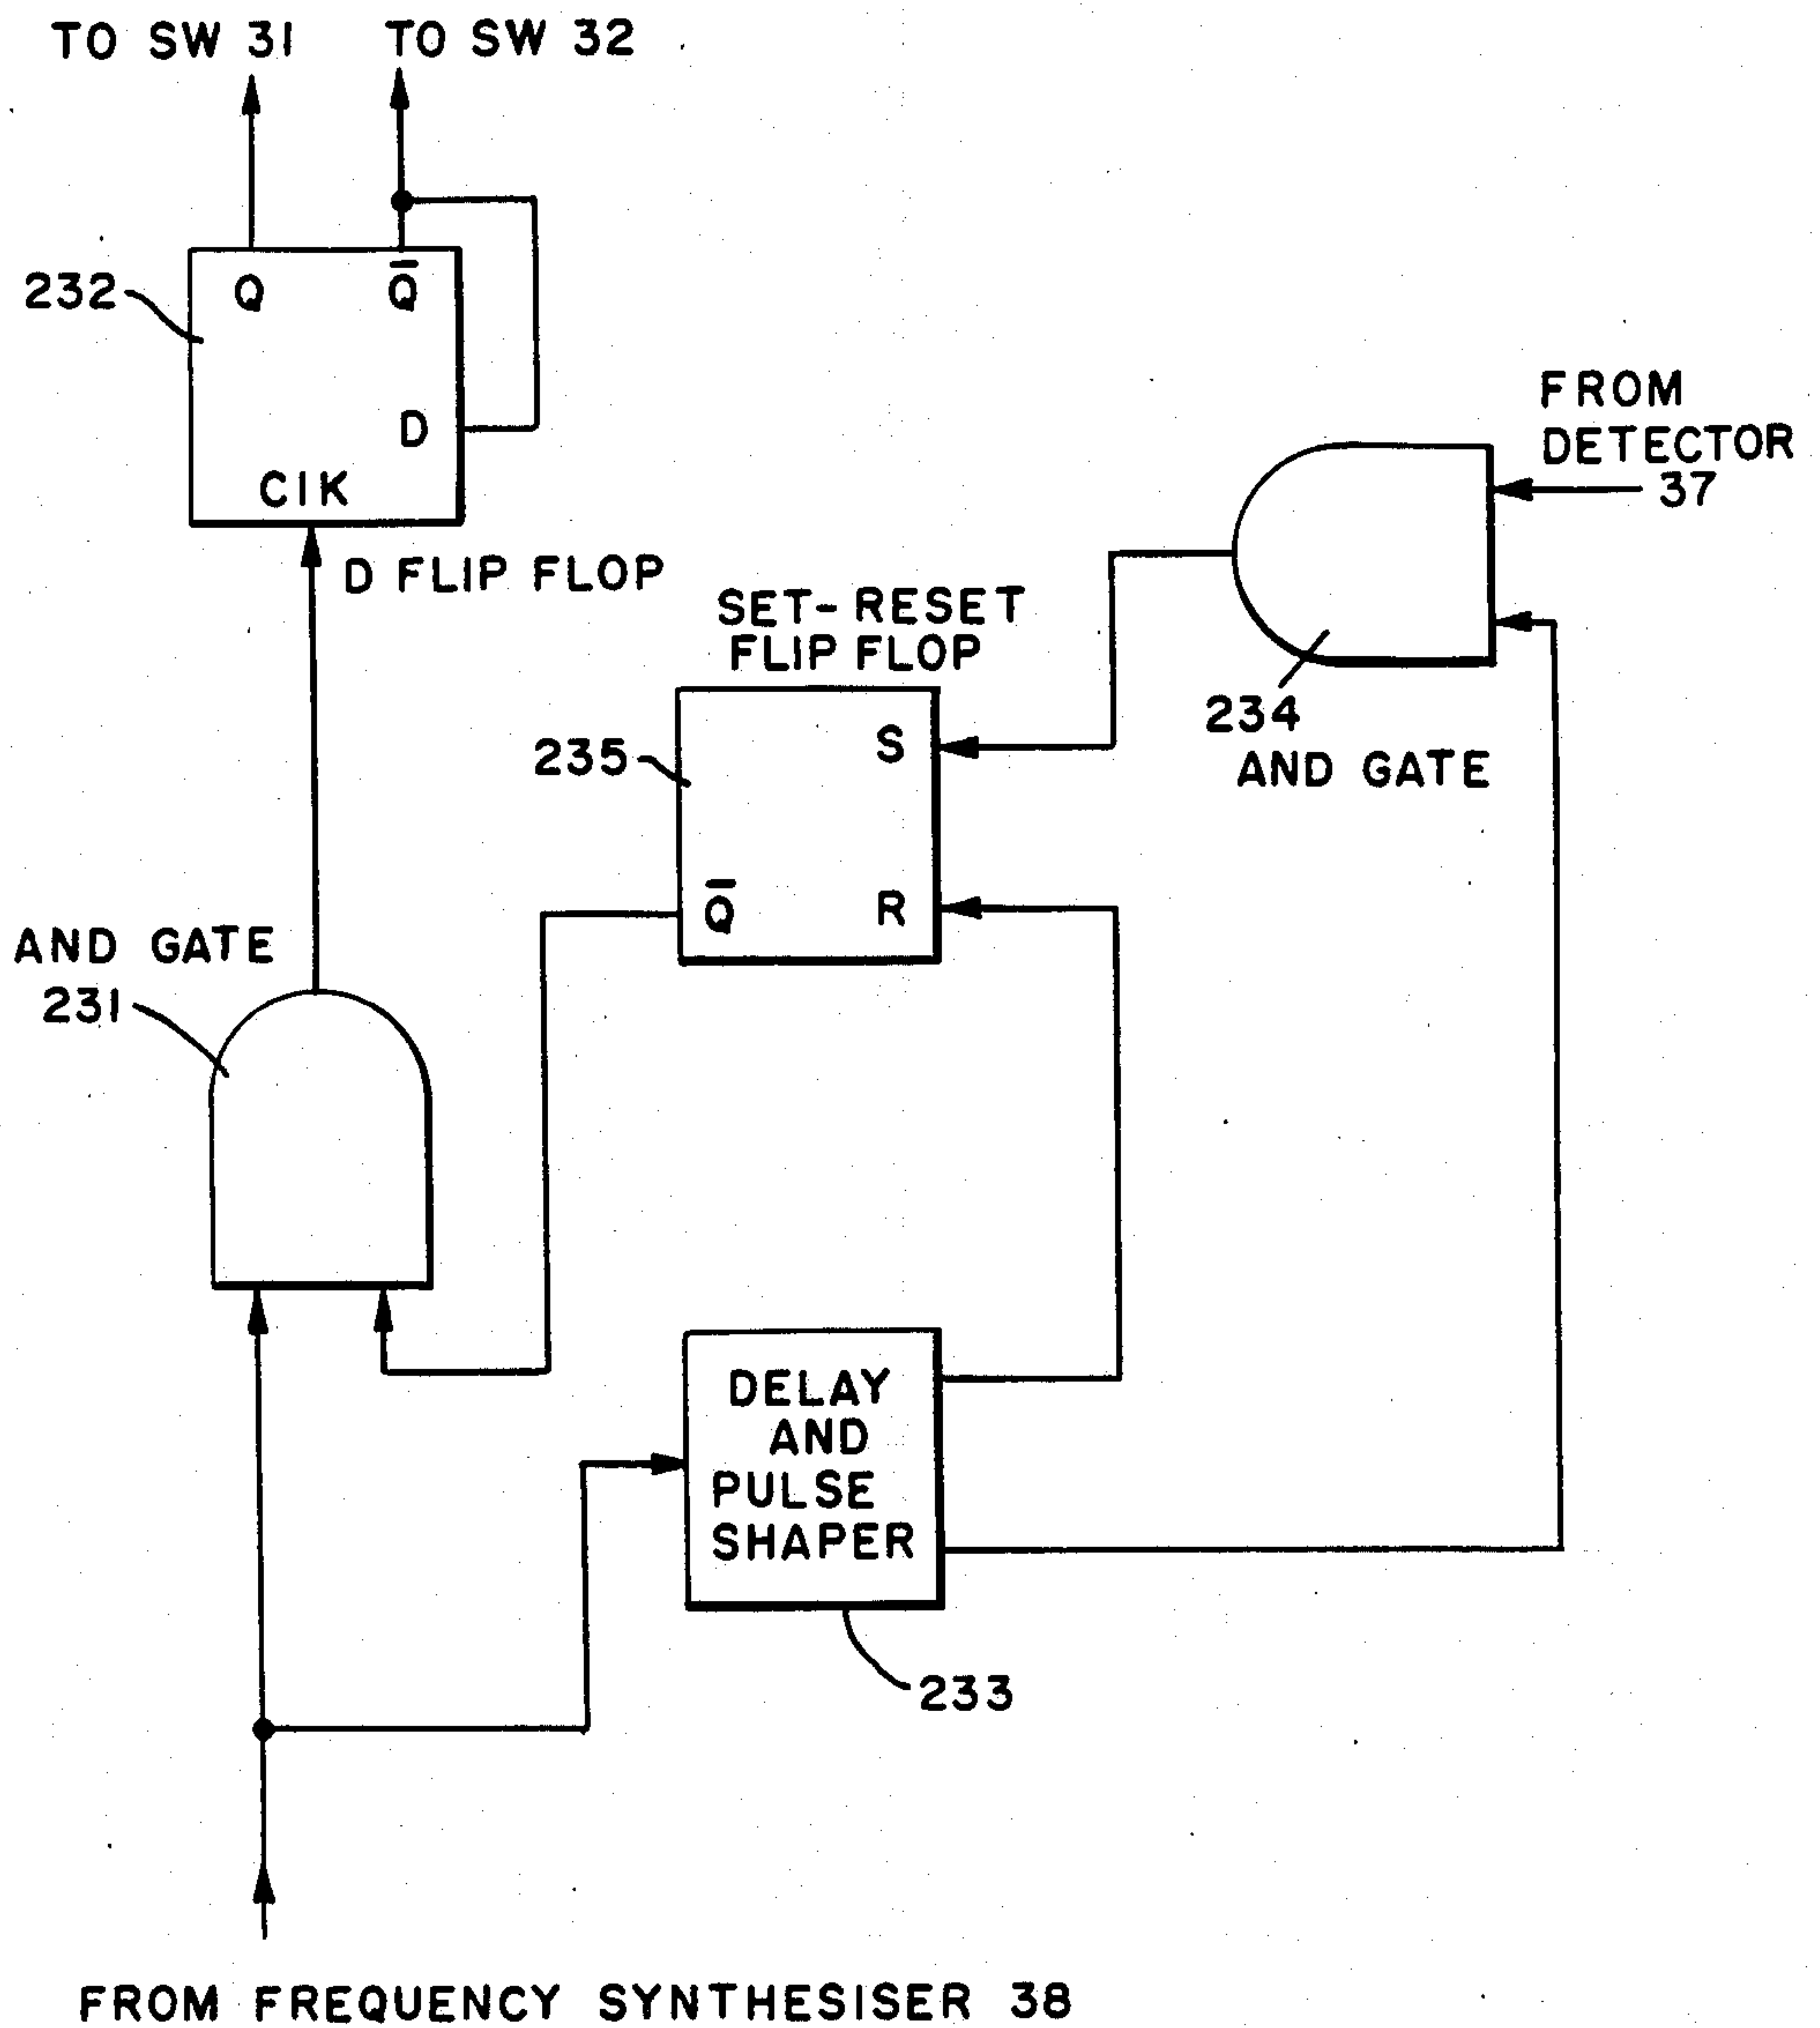 TO SW 31
TO SW 32
232
Q
Q̅
D
C1K
D FLIP FLOP
FROM
DETECTOR
37
SET-RESET
FLIP FLOP
235
S
R
Q̅
234
AND GATE
AND GATE
231
DELAY
AND
PULSE
SHAPER
233
FROM FREQUENCY SYNTHESISER 38